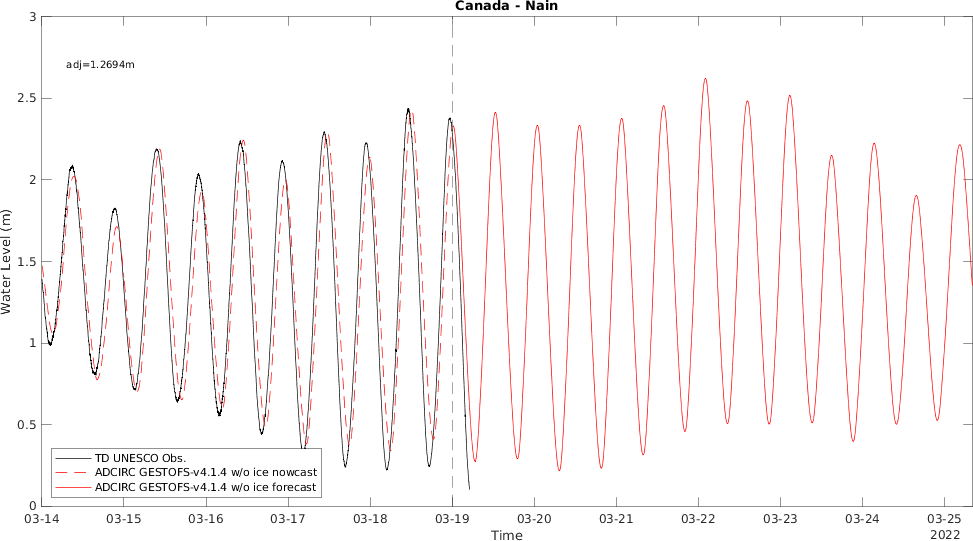 Canada - Nain
adj=1.2694m
3
2.5
2
1.5
1
0.5
0
Water Level (m)
TD UNESCO Obs.
ADCIRC GESTOFS-v4.1.4 w/o ice nowcast
ADCIRC GESTOFS-v4.1.4 w/o ice forecast
03-14 03-15 03-16 03-17 03-18 03-19 03-20 03-21 03-22 03-23 03-24 03-25
2022
Time